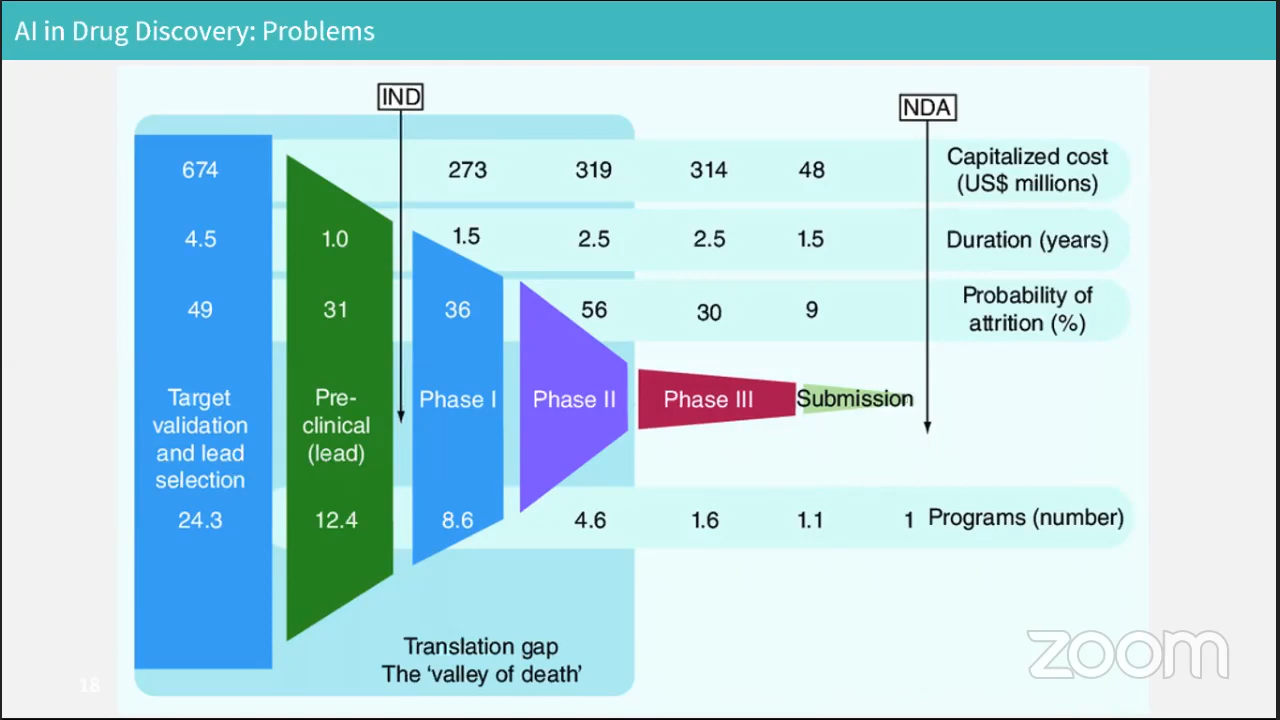 AI in Drug Discovery: Problems
IND
NDA
674 273 319 314 48 Capitalized cost
(US$ millions)
4.5 1.0 1.5 2.5 2.5 1.5 Duration (years)
49 31 36 56 30 9 Probability of
attrition (%)
Target
validation
and lead
selection
Pre-
clinical
(lead)
Phase I
Phase II
Phase III
Submission
24.3 12.4 8.6 4.6 1.6 1.1 1 Programs (number)
Translation gap
The ‘valley of death’
18
zoom